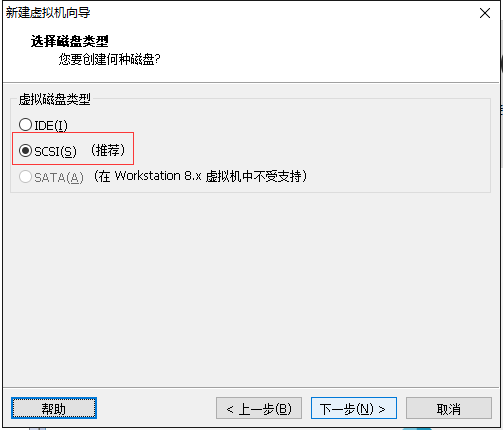 新建虚拟机向导
选择磁盘类型
您要创建何种磁盘?
虚拟磁盘类型
IDE(I)
SCSI(S) （推荐）
SATA(A) （在 Workstation 8.x 虚拟机中不受支持）
帮助 < 上一步(B) 下一步(N) > 取消